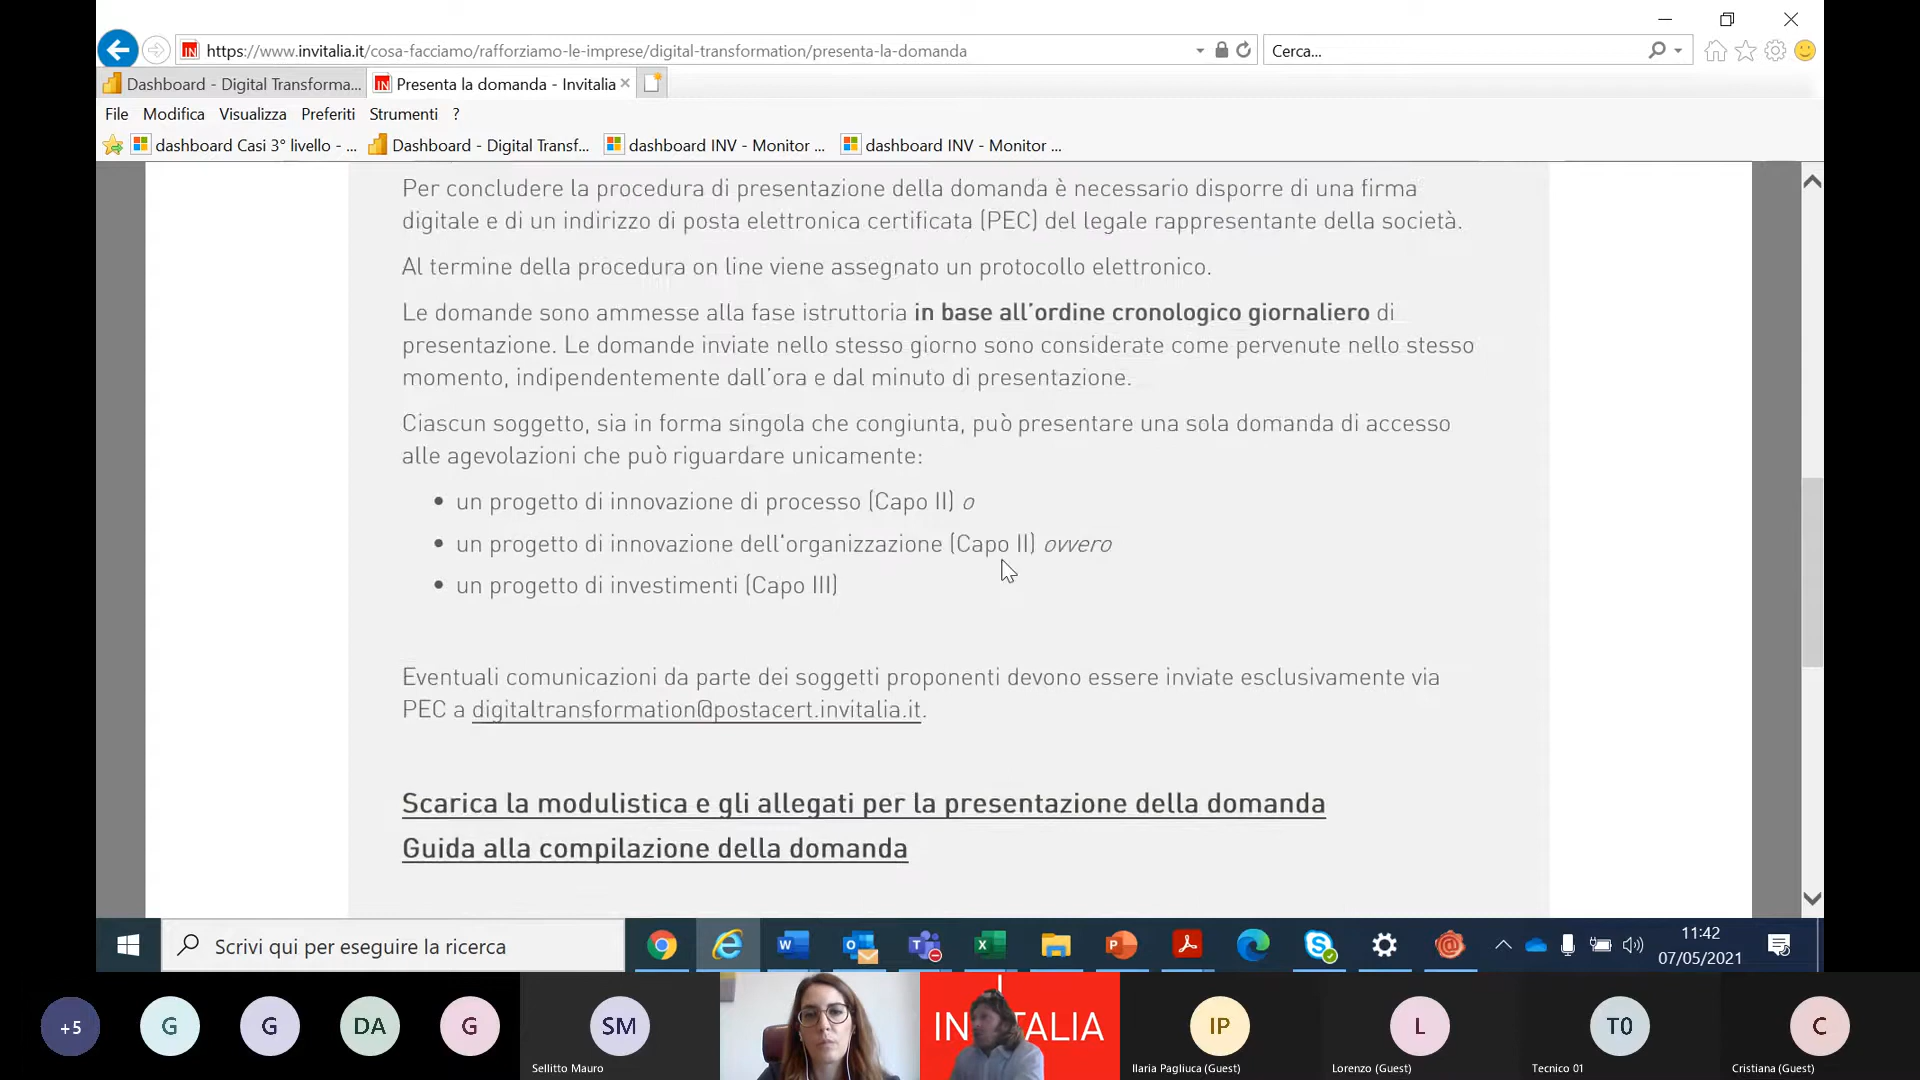 https://www.invitalia.it/cosa-facciamo/rafforziamo-le-imprese/digital-transformation/presenta-la-domanda
Cerca...
Dashboard - Digital Transforma...
Presenta la domanda - Invitalia
File Modifica Visualizza Preferiti Strumenti ?
dashboard Casi 3° livello - ...
Dashboard - Digital Transf...
dashboard INV - Monitor ...
dashboard INV - Monitor ...
Per concludere la procedura di presentazione della domanda è necessario disporre di una firma
digitale e di un indirizzo di posta elettronica certificata (PEC) del legale rappresentante della società.
Al termine della procedura on line viene assegnato un protocollo elettronico.
Le domande sono ammesse alla fase istruttoria in base all'ordine cronologico giornaliero di
presentazione. Le domande inviate nello stesso giorno sono considerate come pervenute nello stesso
momento, indipendentemente dall'ora e dal minuto di presentazione.
Ciascun soggetto, sia in forma singola che congiunta, può presentare una sola domanda di accesso
alle agevolazioni che può riguardare unicamente:
• un progetto di innovazione di processo (Capo II) o
• un progetto di innovazione dell'organizzazione (Capo II) ovvero
• un progetto di investimenti (Capo III)
Eventuali comunicazioni da parte dei soggetti proponenti devono essere inviate esclusivamente via
PEC a digitaltransformation@postacert.invitalia.it.
Scarica la modulistica e gli allegati per la presentazione della domanda
Guida alla compilazione della domanda
Scrivi qui per eseguire la ricerca
11:42
07/05/2021
+5
G
G
DA
G
SM
Sellitto Mauro
IN ITALIA
IP
Ilaria Pagliuca (Guest)
L
Lorenzo (Guest)
T0
Tecnico 01
C
Cristiana (Guest)